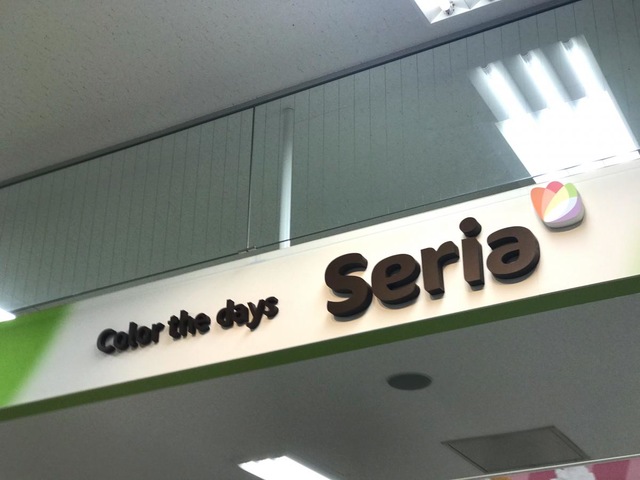 Color the days Seria